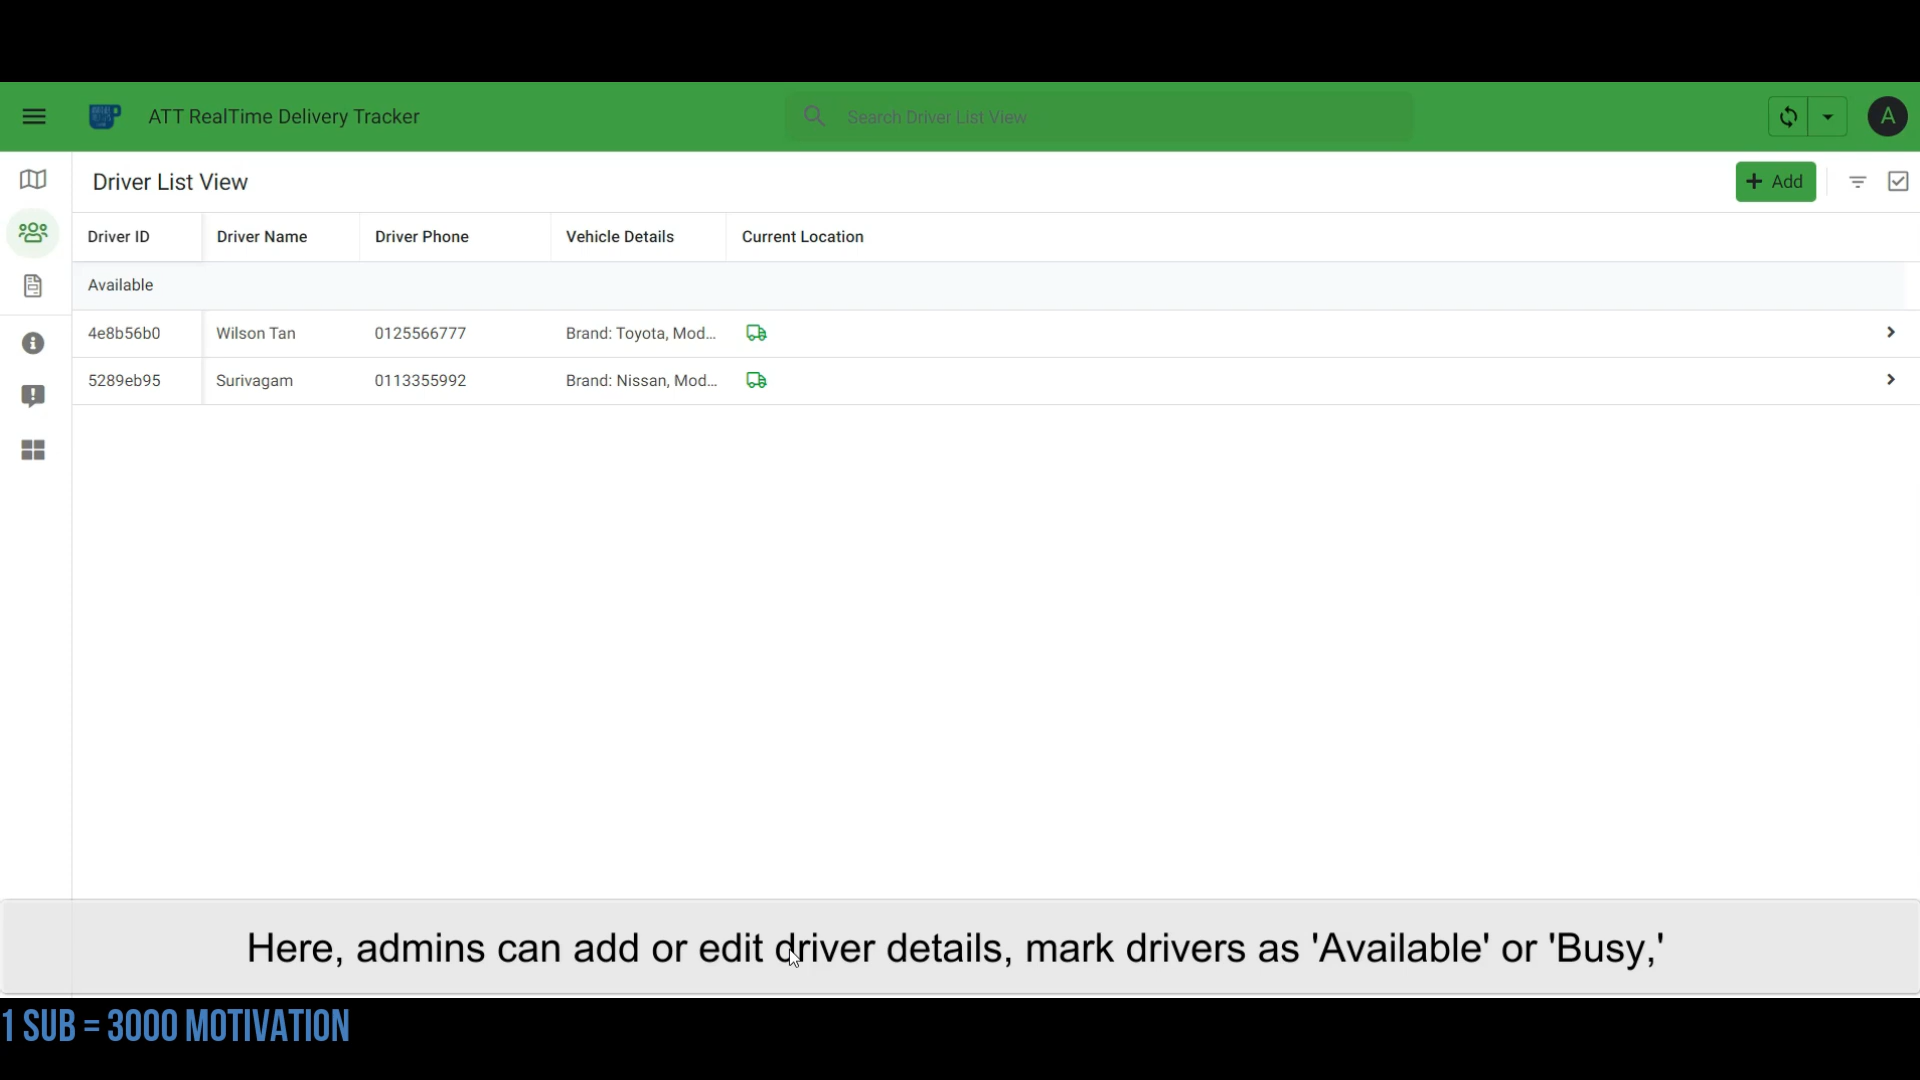 ATT RealTime Delivery Tracker
Search Driver List View
A
Driver List View
+ Add
Driver ID Driver Name Driver Phone Vehicle Details Current Location
Available
4e8b56b0 Wilson Tan 0125566777 Brand: Toyota, Mod...
5289eb95 Surivagam 0113355992 Brand: Nissan, Mod...
Here, admins can add or edit driver details, mark drivers as 'Available' or 'Busy,'
1 SUB = 3000 MOTIVATION